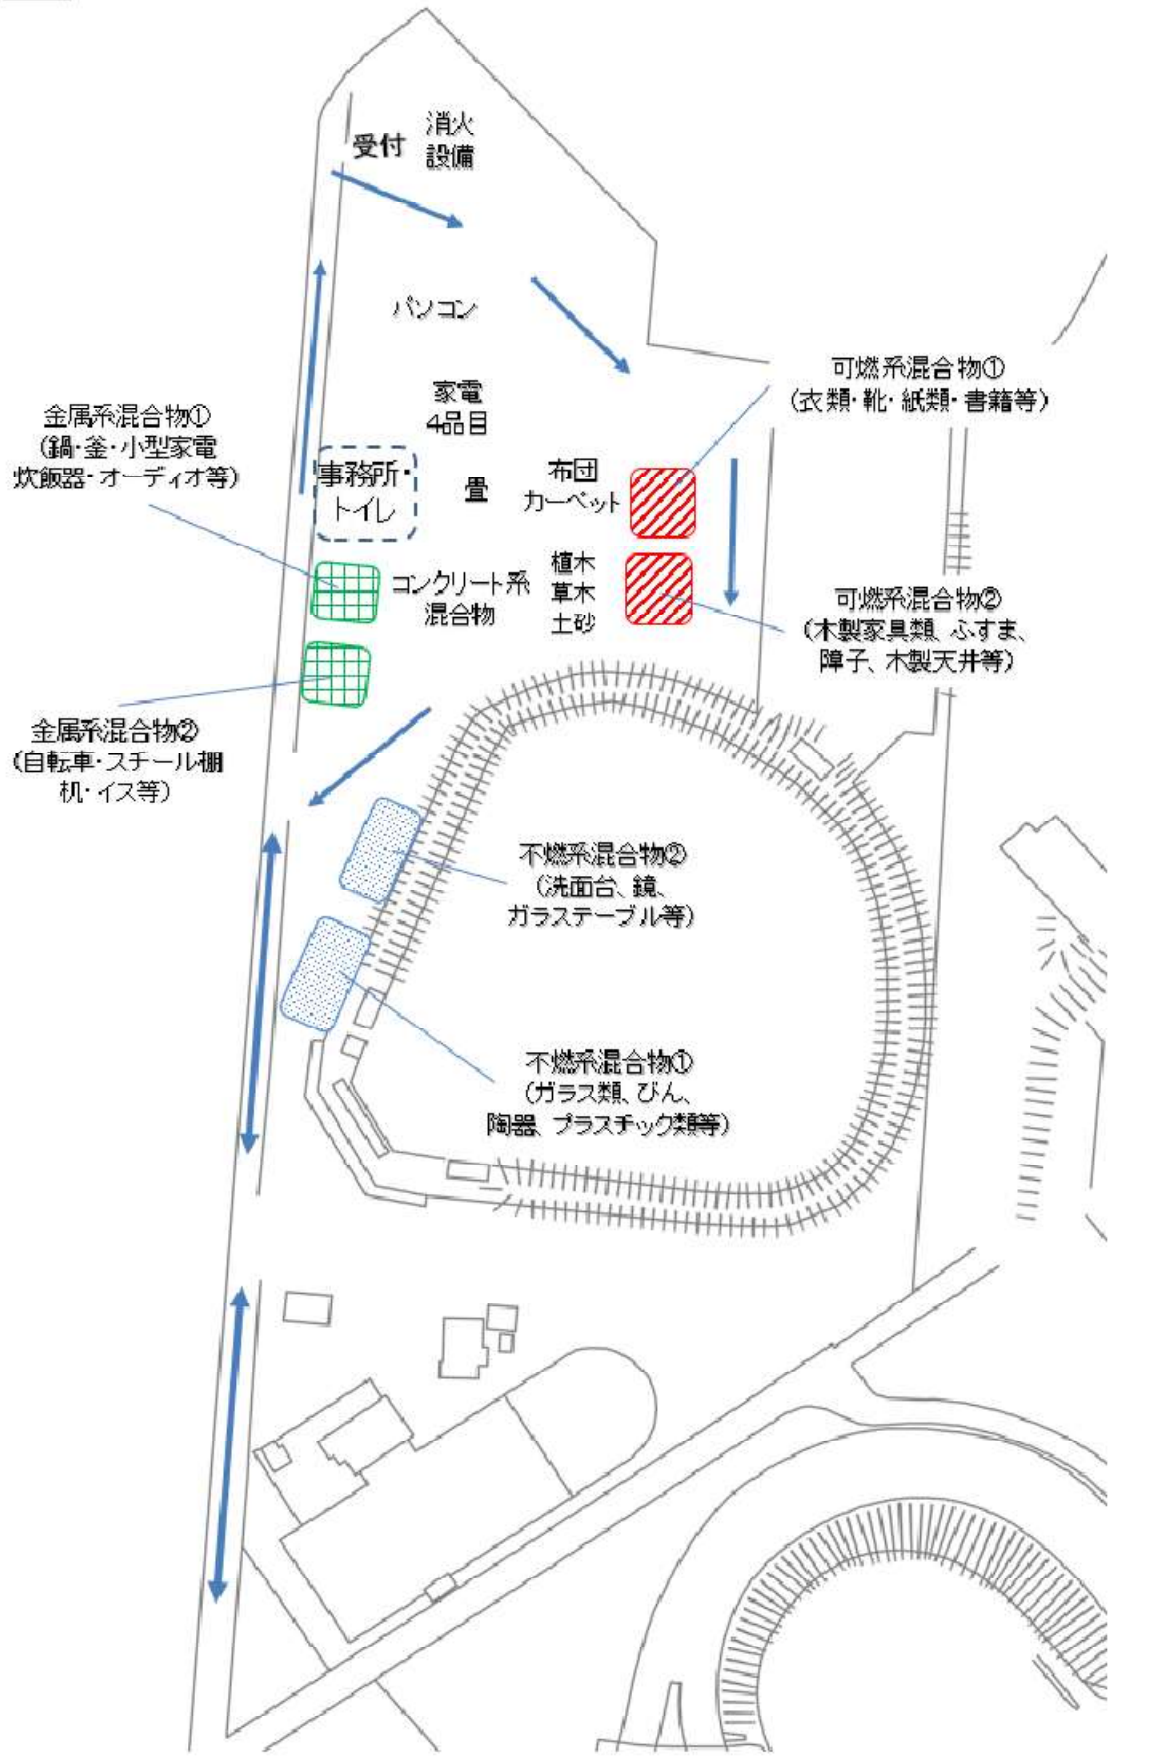 受付
消火
設備
パソコン
家電
4品目
可燃系混合物①
(衣類・靴・紙類・書籍等)
金属系混合物①
(鍋・釜・小型家電
炊飯器・オーディオ等)
事務所・
トイレ
畳
布団
カーペット
コンクリート系
混合物
植木
草木
土砂
可燃系混合物②
(木製家具類、ふすま、
障子、木製天井等)
金属系混合物②
(自転車・スチール棚
机・イス等)
不燃系混合物②
(洗面台、鏡、
ガラステーブル等)
不燃系混合物①
(ガラス類、びん、
陶器、プラスチック類等)